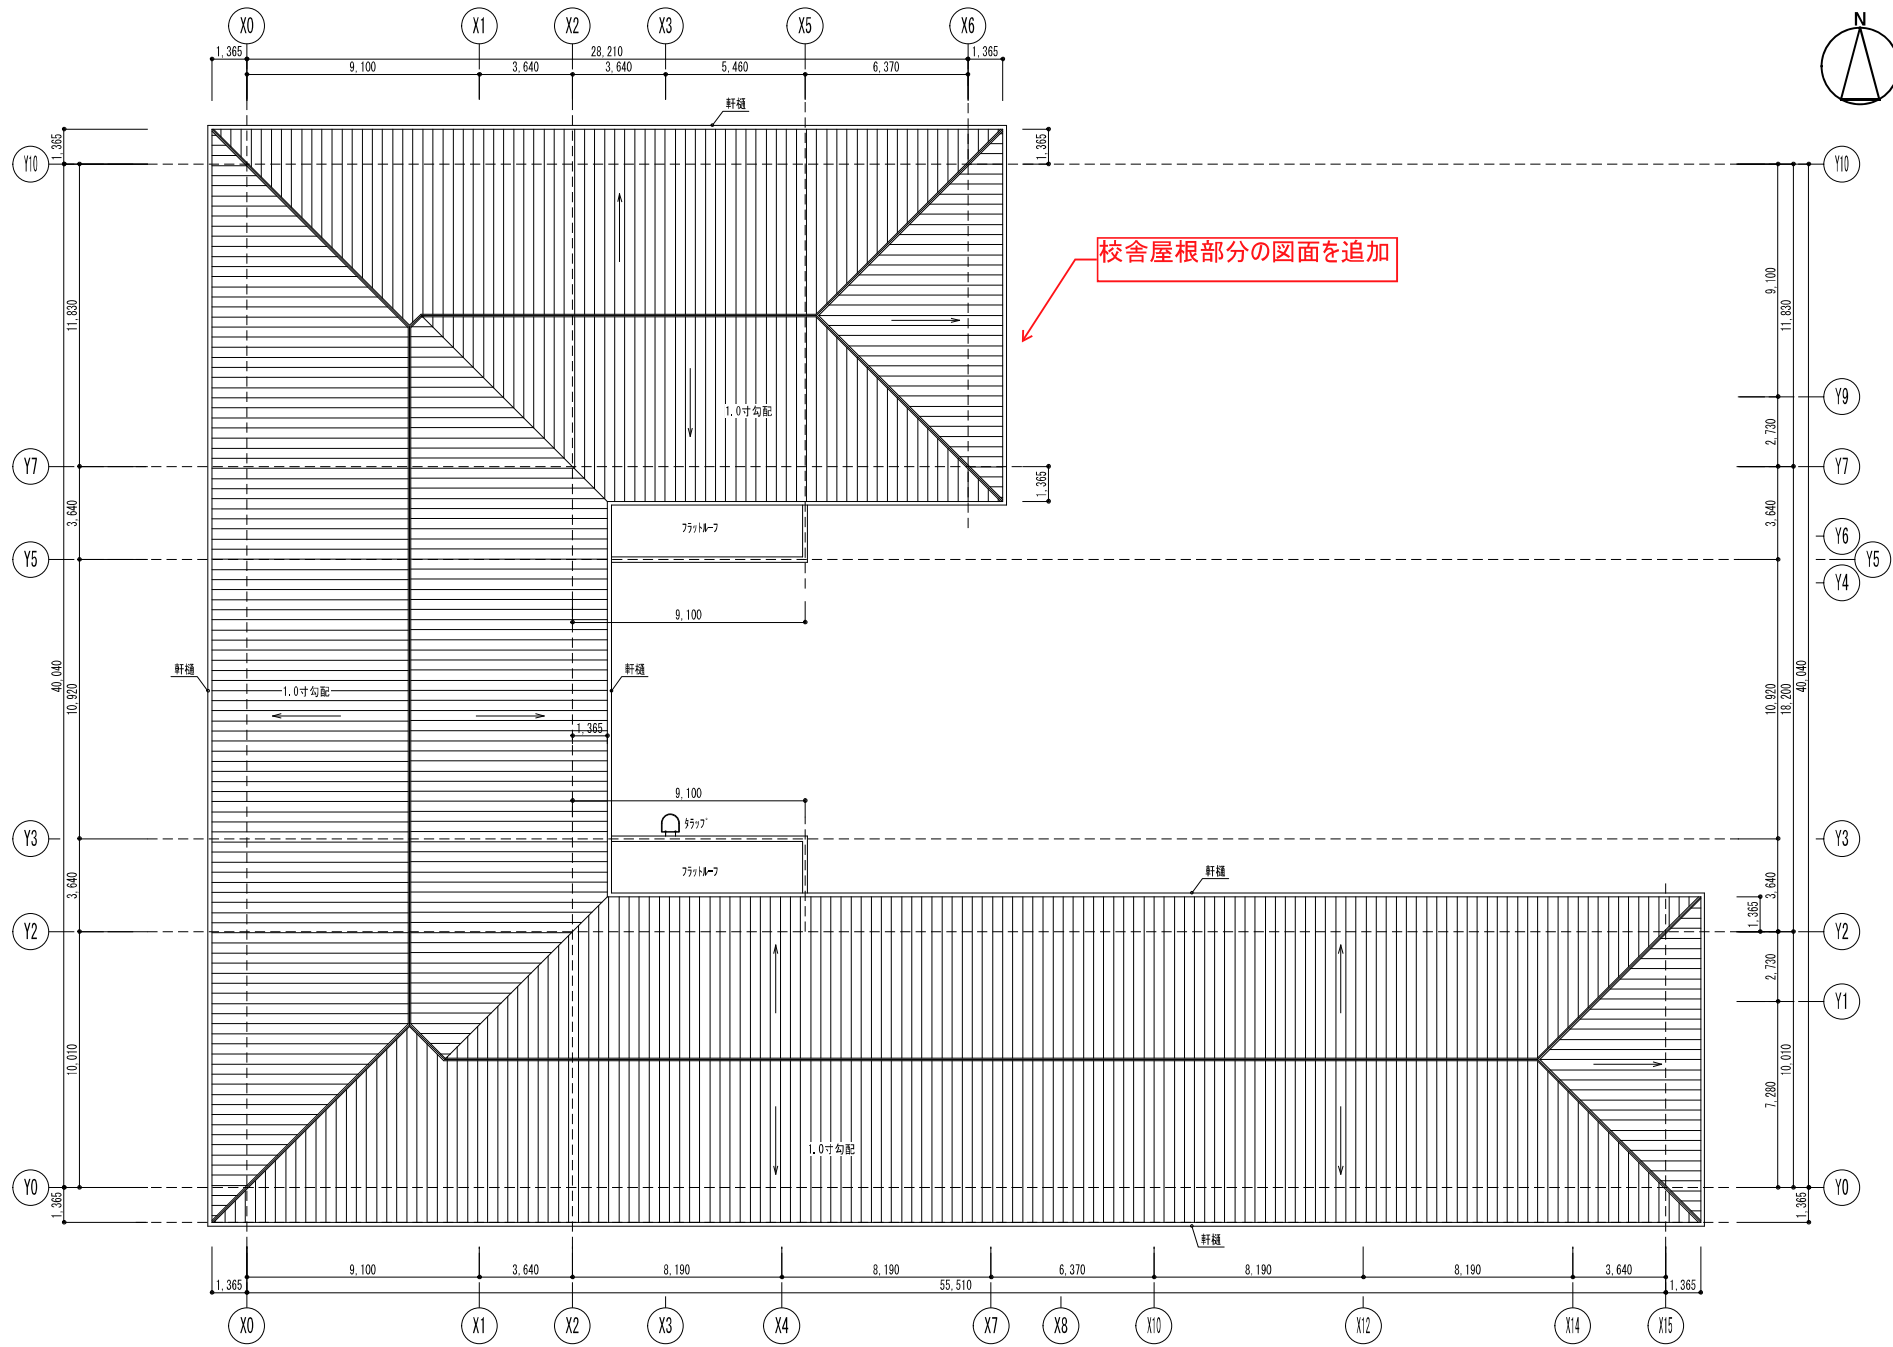 X0 X1 X2 X3 X5 X6
N
1,365 28,210 1,365
9,100 3,640 3,640 5,460 6,370
軒樋
1,365 1,365
Y10 Y10
校舎屋根部分の図面を追加
9,100
11,830 11,830
Y9
1.0寸勾配
2,730
Y7 1,365 Y7
3,640 3,640
フラットルーフ
Y6
Y5 Y5
Y4
9,100
軒樋 軒樋
40,040 10,920 1.0寸勾配 10,920 18,200 40,040
1,365
9,100
タラップ
Y3 Y3
フラットルーフ 軒樋
3,640 3,640
1,365
Y2 Y2
2,730
Y1
10,010 10,010
7,280
1.0寸勾配
Y0 Y0
1,365 1,365
軒樋
9,100 3,640 8,190 8,190 6,370 8,190 8,190 3,640
1,365 55,510 1,365
X0 X1 X2 X3 X4 X7 X8 X10 X12 X14 X15